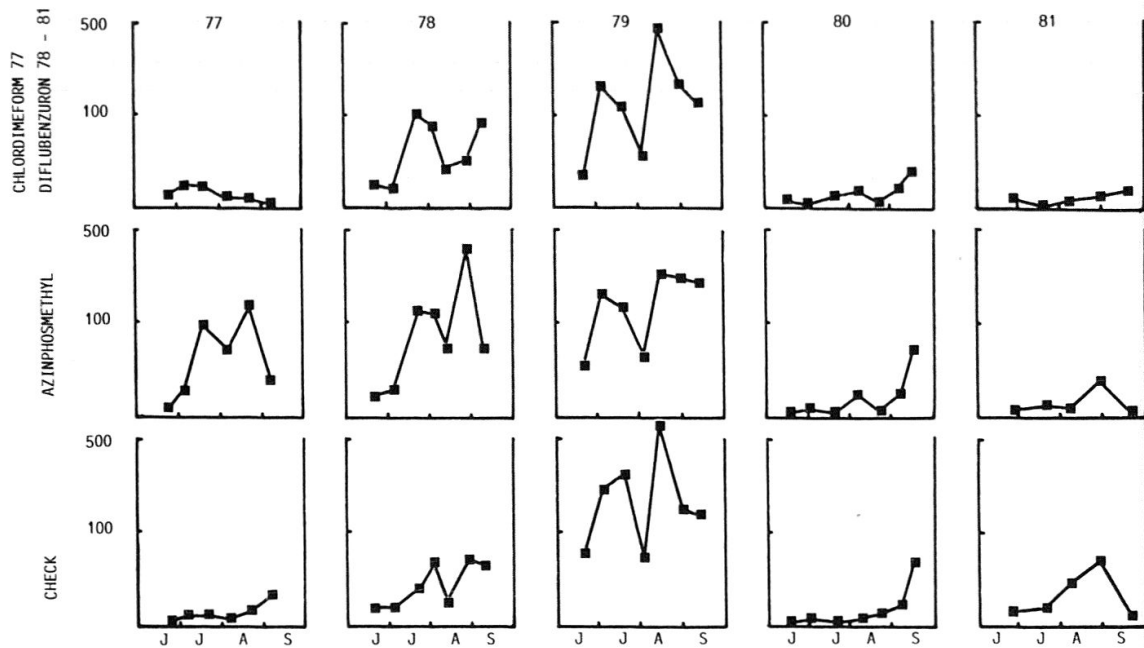 77 78 79 80 81
CHLORDIMEFORM 77
DIFLUBENZURON 78 - 81
500
100
AZINPHOSMETHYL
500
100
CHECK
500
100
J J A S J J A S J J A S J J A S J J A S